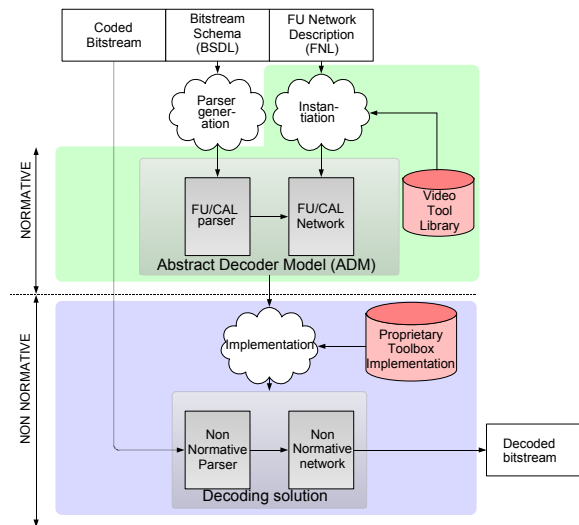 Coded
Bitstream
Bitstream
Schema
(BSDL)
FU Network
Description
(FNL)
Parser
gener-
ation
Instan-
tiation
NORMATIVE
FU/CAL
parser
FU/CAL
Network
Video
Tool
Library
Abstract Decoder Model (ADM)
NON NORMATIVE
Implementation
Proprietary
Toolbox
Implementation
Non
Normative
Parser
Non
Normative
network
Decoding solution
Decoded
bitstream